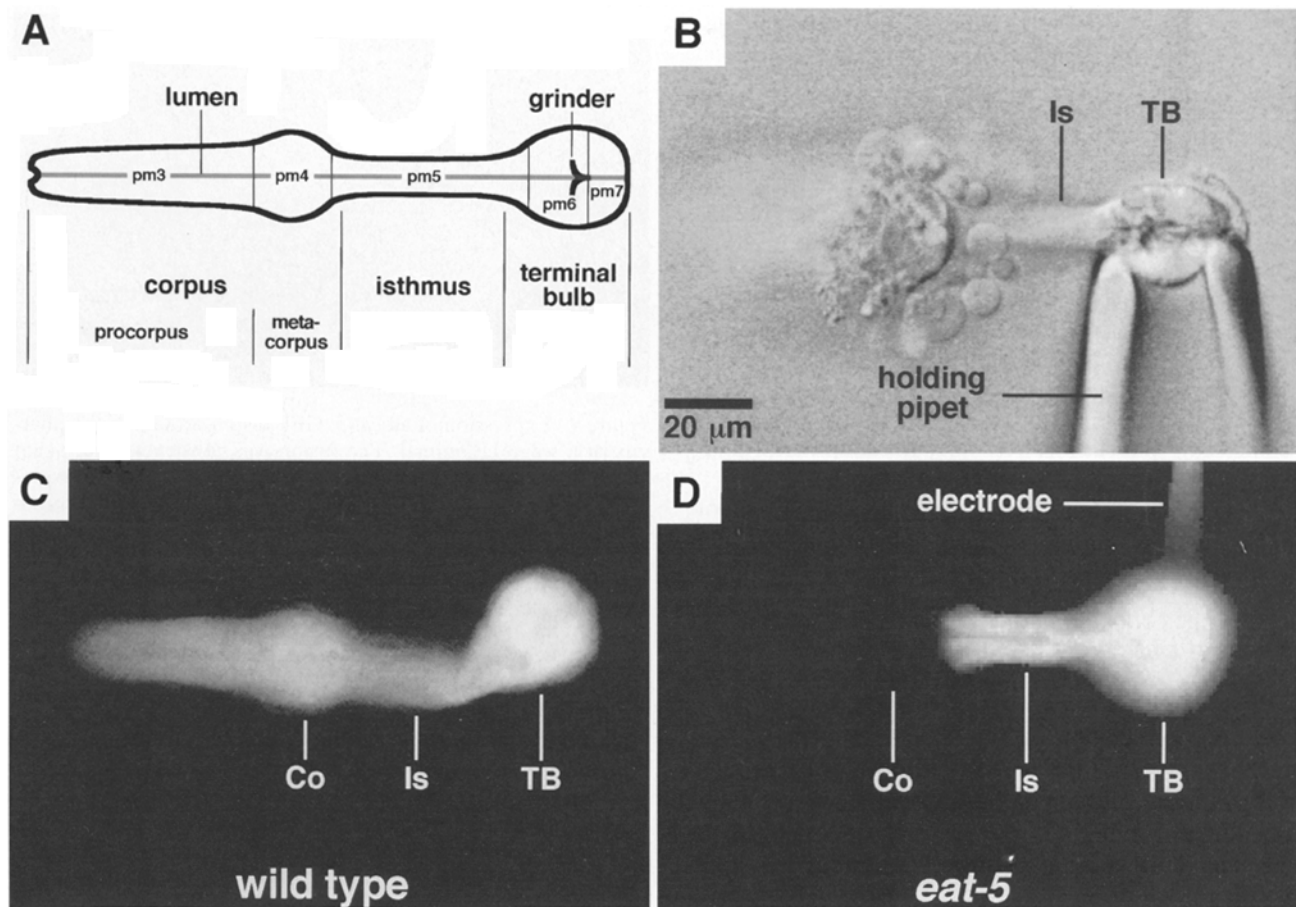 A
lumen
grinder
pm3
pm4
pm5
pm6
pm7
corpus
isthmus
terminal
bulb
procorpus
meta-
corpus
B
Is
TB
holding
pipet
20 µm
C
Co
Is
TB
wild type
D
electrode
Co
Is
TB
eat-5